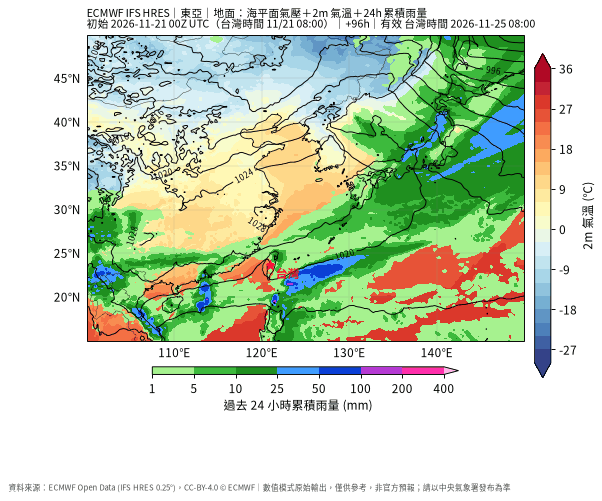 ECMWF IFS HRES｜東亞｜地面：海平面氣壓＋2m 氣溫＋24h 累積雨量
初始 2026-11-21 00Z UTC（台灣時間 11/21 08:00）｜+96h｜有效 台灣時間 2026-11-25 08:00
45°N
40°N
35°N
30°N
25°N
20°N
110°E
120°E
130°E
140°E
996
1020
1024
1028
1020
台灣
36
27
18
9
0
-9
-18
-27
2m 氣溫 (°C)
1
5
10
25
50
100
200
400
過去 24 小時累積雨量 (mm)
資料來源：ECMWF Open Data (IFS HRES 0.25°)，CC-BY-4.0 © ECMWF｜數值模式原始輸出，僅供參考，非官方預報；請以中央氣象署發布為準